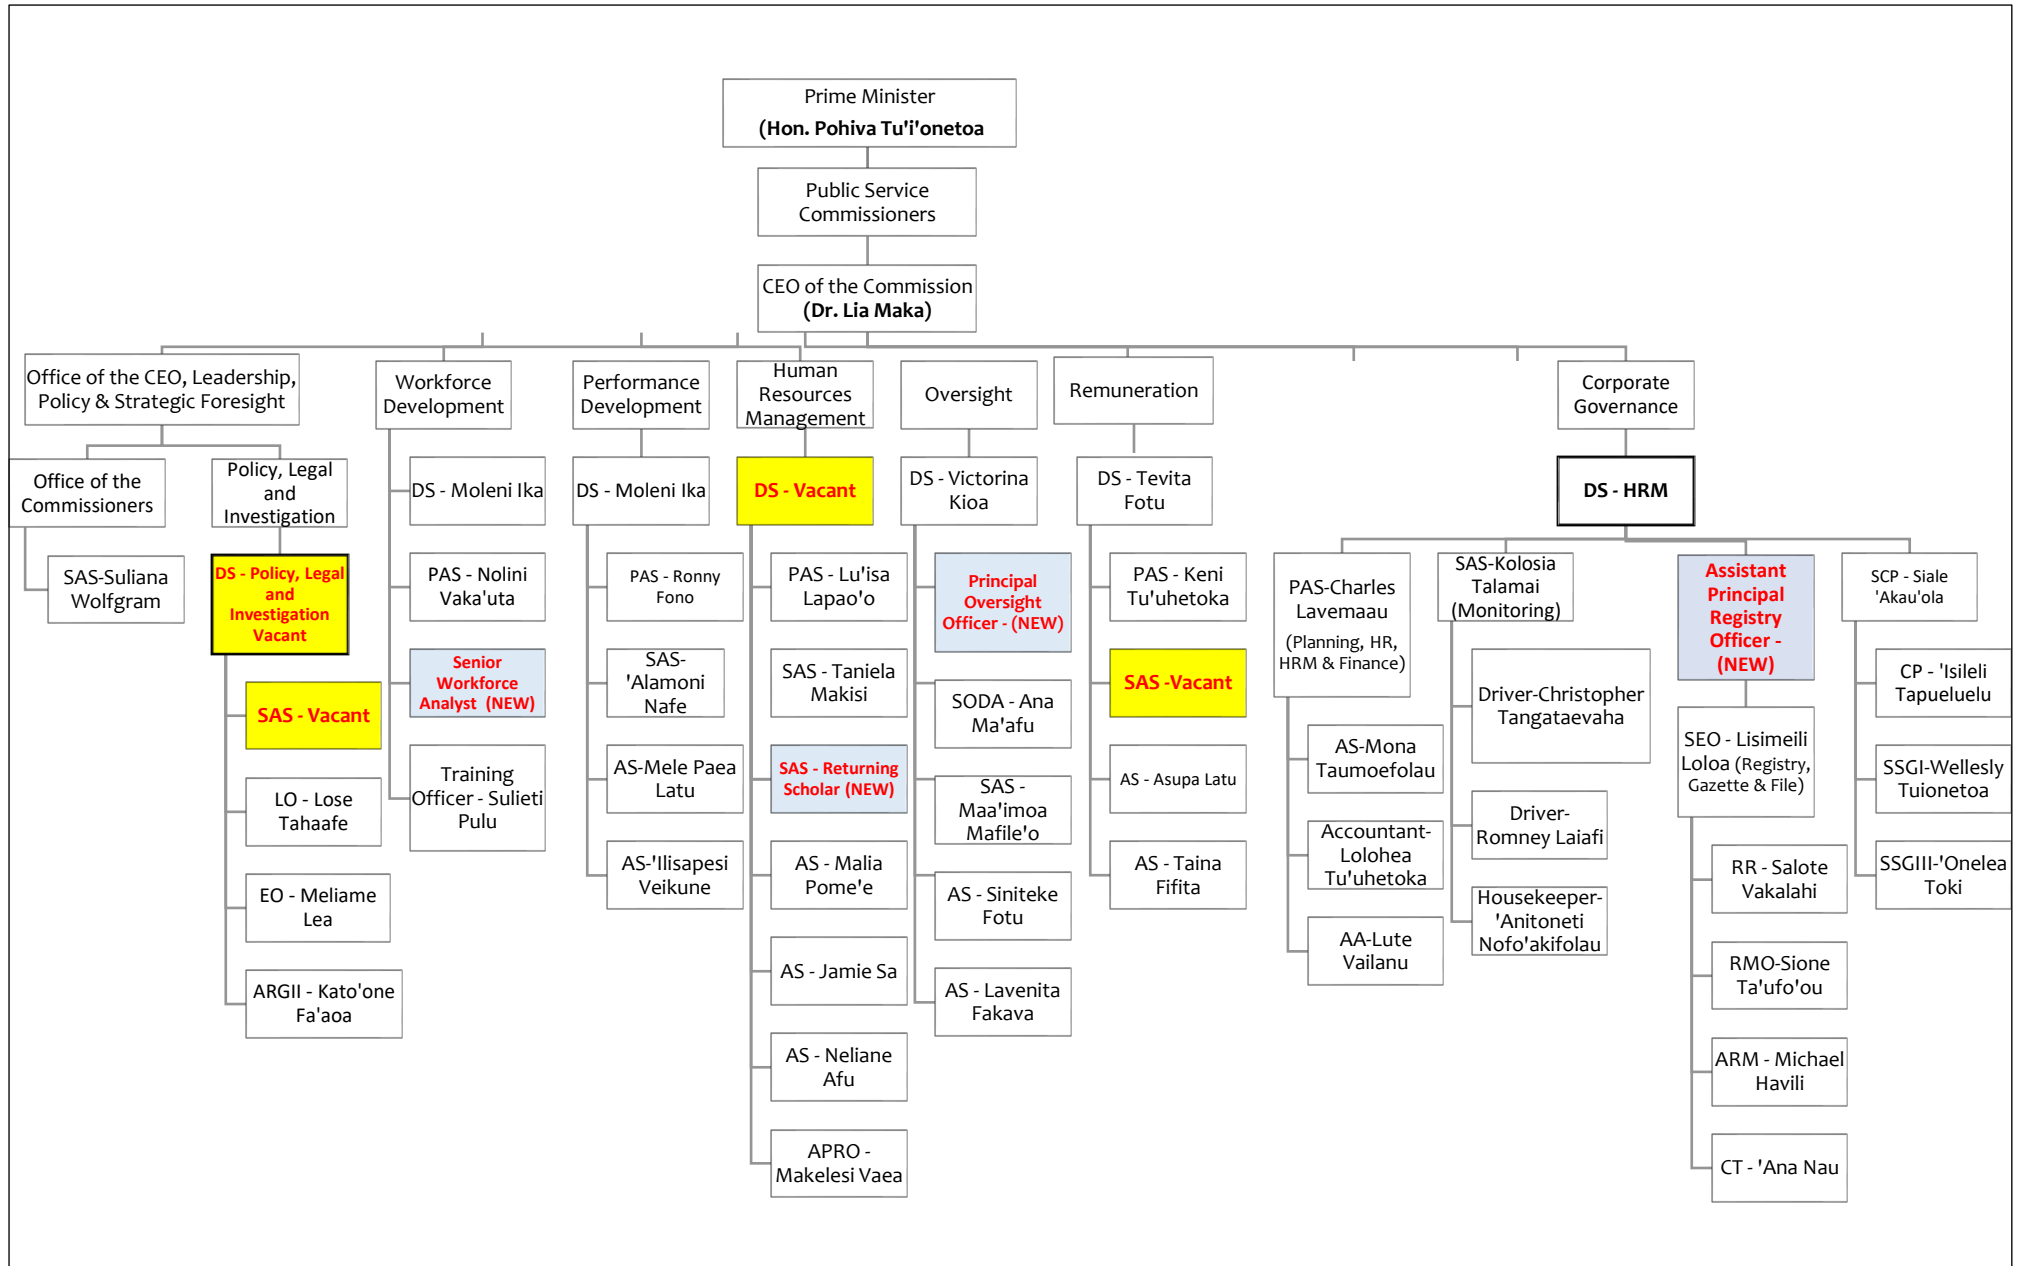 Prime Minister
(Hon. Pohiva Tu'i'onetoa
Public Service
Commissioners
CEO of the Commission
(Dr. Lia Maka)
Office of the CEO, Leadership,
Policy & Strategic Foresight
Office of the
Commissioners
SAS-Suliana
Wolfgram
Policy, Legal
and
Investigation
DS - Policy, Legal
and
Investigation
Vacant
SAS - Vacant
LO - Lose
Tahaafe
EO - Meliame
Lea
ARGII - Kato'one
Fa'aoa
Workforce
Development
DS - Moleni Ika
PAS - Nolini
Vaka'uta
Senior
Workforce
Analyst (NEW)
Training
Officer - Sulieti
Pulu
Performance
Development
DS - Moleni Ika
PAS - Ronny
Fono
SAS-
'Alamoni
Nafe
AS-Mele Paea
Latu
AS-'Ilisapesi
Veikune
Human
Resources
Management
DS - Vacant
PAS - Lu'isa
Lapao'o
SAS - Taniela
Makisi
SAS - Returning
Scholar (NEW)
AS - Malia
Pome'e
AS - Jamie Sa
AS - Neliane
Afu
APRO -
Makelesi Vaea
Oversight
DS - Victorina
Kioa
Principal
Oversight
Officer - (NEW)
SODA - Ana
Ma'afu
SAS -
Maa'imoa
Mafile'o
AS - Siniteke
Fotu
AS - Lavenita
Fakava
Remuneration
DS - Tevita
Fotu
PAS - Keni
Tu'uhetoka
SAS -Vacant
AS - Asupa Latu
AS - Taina
Fifita
Corporate
Governance
DS - HRM
PAS-Charles
Lavemaau
(Planning, HR,
HRM & Finance)
AS-Mona
Taumoefolau
Accountant-
Lolohea
Tu'uhetoka
AA-Lute
Vailanu
SAS-Kolosia
Talamai
(Monitoring)
Driver-Christopher
Tangataevaha
Driver-
Romney Laiafi
Housekeeper-
'Anitoneti
Nofo'akifolau
Assistant
Principal
Registry
Officer -
(NEW)
SEO - Lisimeili
Loloa (Registry,
Gazette & File)
RR - Salote
Vakalahi
RMO-Sione
Ta'ufo'ou
ARM - Michael
Havili
CT - 'Ana Nau
SCP - Siale
'Akau'ola
CP - 'Isileli
Tapueluelu
SSGI-Wellesly
Tuionetoa
SSGIII-'Onelea
Toki